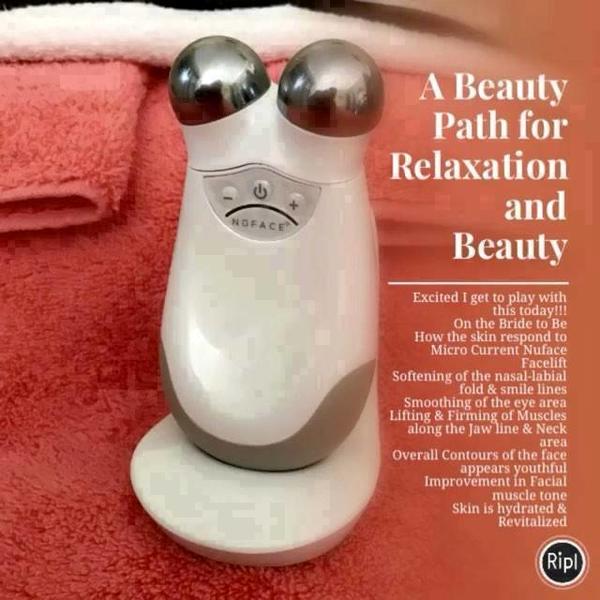 A Beauty
Path for
Relaxation
and
Beauty
Excited I get to play with
this today!!!
On the Bride to Be
How the skin respond to
Micro Current Nuface
Facelift
Softening of the nasal-labial
fold & smile lines
Smoothing of the eye area
Lifting & Firming of Muscles
along the Jaw line & Neck
area
Overall Contours of the face
appears youthful
Improvement in Facial
muscle tone
Skin is hydrated &
Revitalized
- +
NUFACE®
Ripl